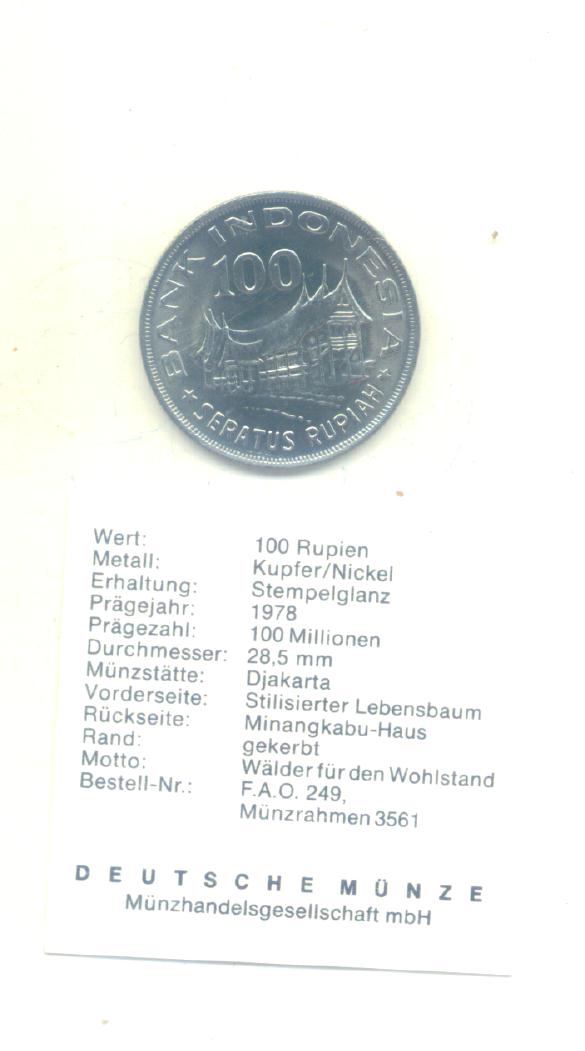 BANK INDONESIA
100
SERATUS RUPIAH
Wert: 100 Rupien
Metall: Kupfer/Nickel
Erhaltung: Stempelglanz
Prägejahr: 1978
Prägezahl: 100 Millionen
Durchmesser: 28,5 mm
Münzstätte: Djakarta
Vorderseite: Stilisierter Lebensbaum
Rückseite: Minangkabu-Haus
Rand: gekerbt
Motto: Wälder für den Wohlstand
Bestell-Nr.: F.A.O. 249,
Münzrahmen 3561
DEUTSCHE MÜNZE
Münzhandelsgesellschaft mbH